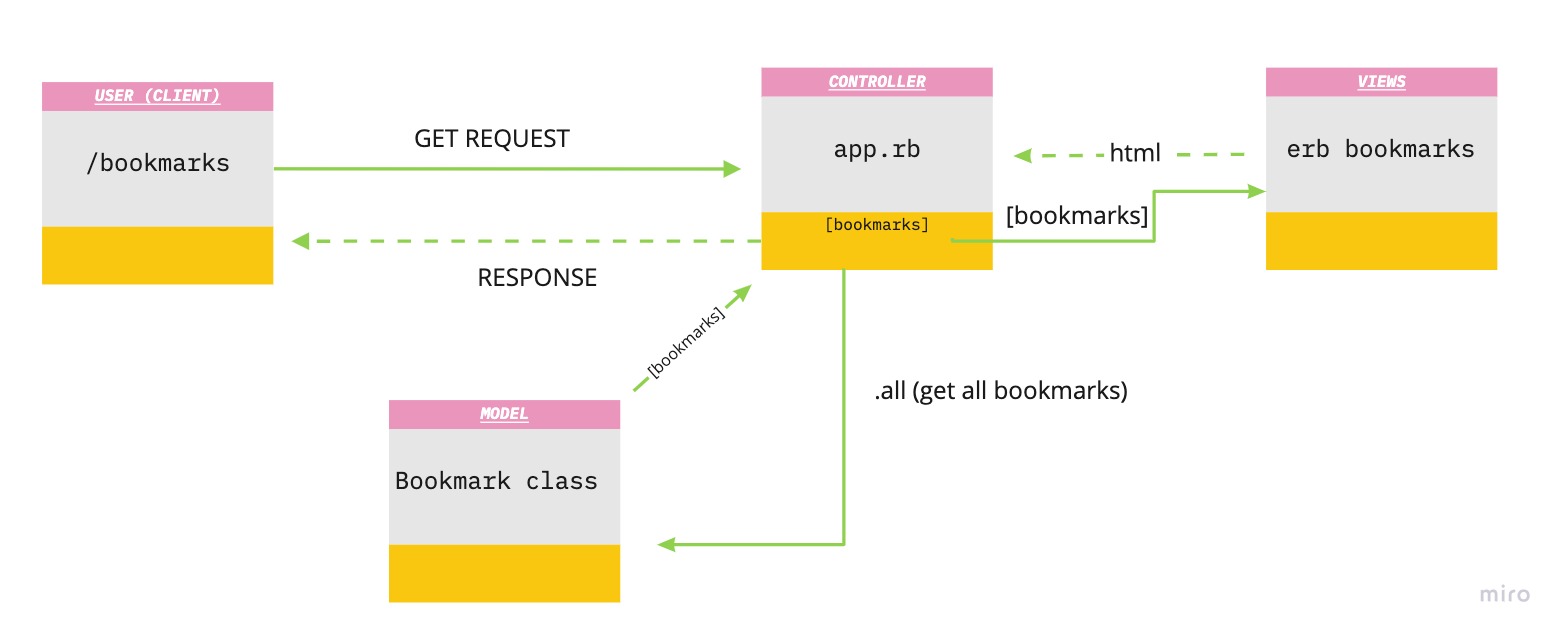 USER (CLIENT)
/bookmarks
GET REQUEST
RESPONSE
CONTROLLER
app.rb
[bookmarks]
html
[bookmarks]
VIEWS
erb bookmarks
[bookmarks]
.all (get all bookmarks)
MODEL
Bookmark class
miro